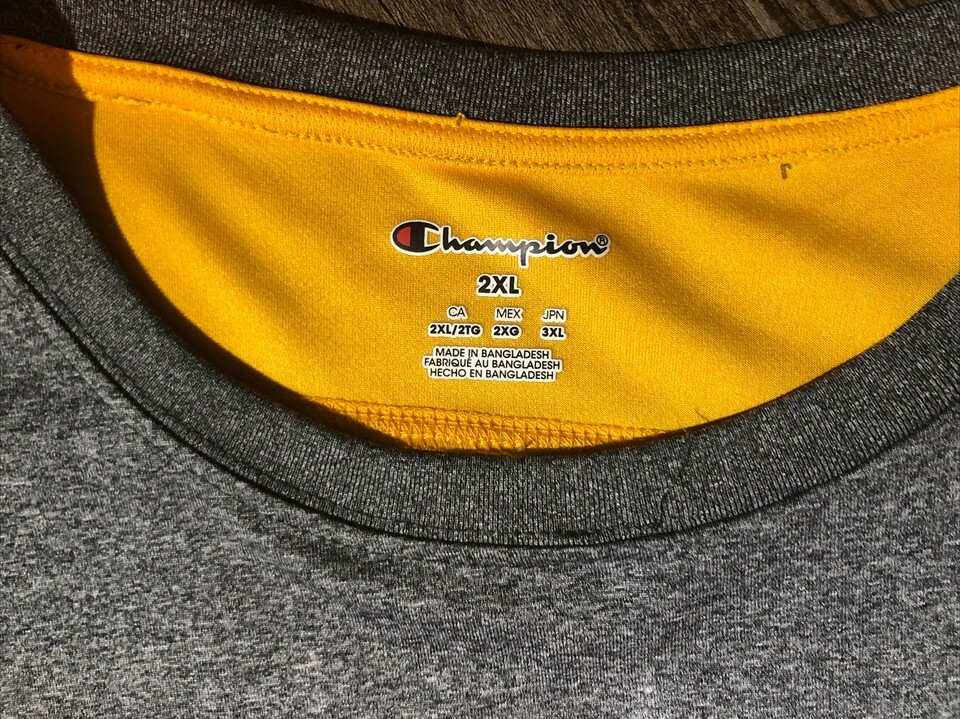 Champion®
2XL
CA MEX JPN
2XL/2TG 2XG 3XL
MADE IN BANGLADESH
FABRIQUÉ AU BANGLADESH
HECHO EN BANGLADESH